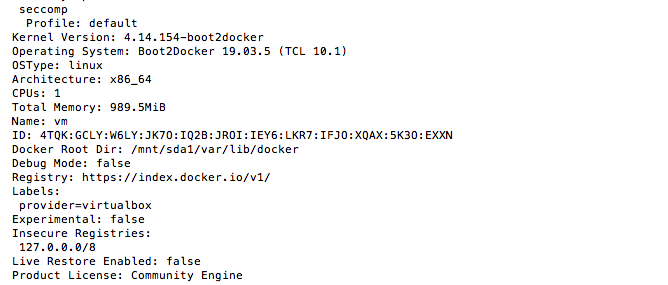 seccomp
Profile: default
Kernel Version: 4.14.154-boot2docker
Operating System: Boot2Docker 19.03.5 (TCL 10.1)
OSType: linux
Architecture: x86_64
CPUs: 1
Total Memory: 989.5MiB
Name: vm
ID: 4TQK:GCLY:W6LY:JK7O:IQ2B:JROI:IEY6:LKR7:IFJO:XQAX:5K3O:EXXN
Docker Root Dir: /mnt/sda1/var/lib/docker
Debug Mode: false
Registry: https://index.docker.io/v1/
Labels:
provider=virtualbox
Experimental: false
Insecure Registries:
127.0.0.0/8
Live Restore Enabled: false
Product License: Community Engine